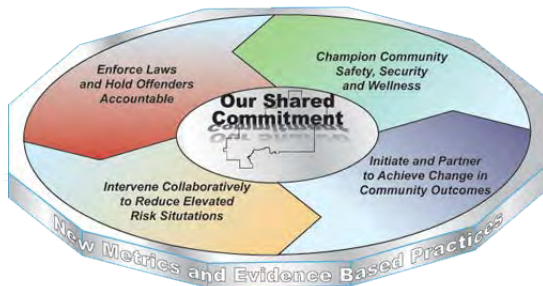 Enforce Laws
and Hold Offenders
Accountable
Champion Community
Safety, Security
and Wellness
Our Shared
Commitment
Initiate and Partner
to Achieve Change in
Community Outcomes
Intervene Collaboratively
to Reduce Elevated
Risk Situtations
New Metrics and Evidence Based Practices